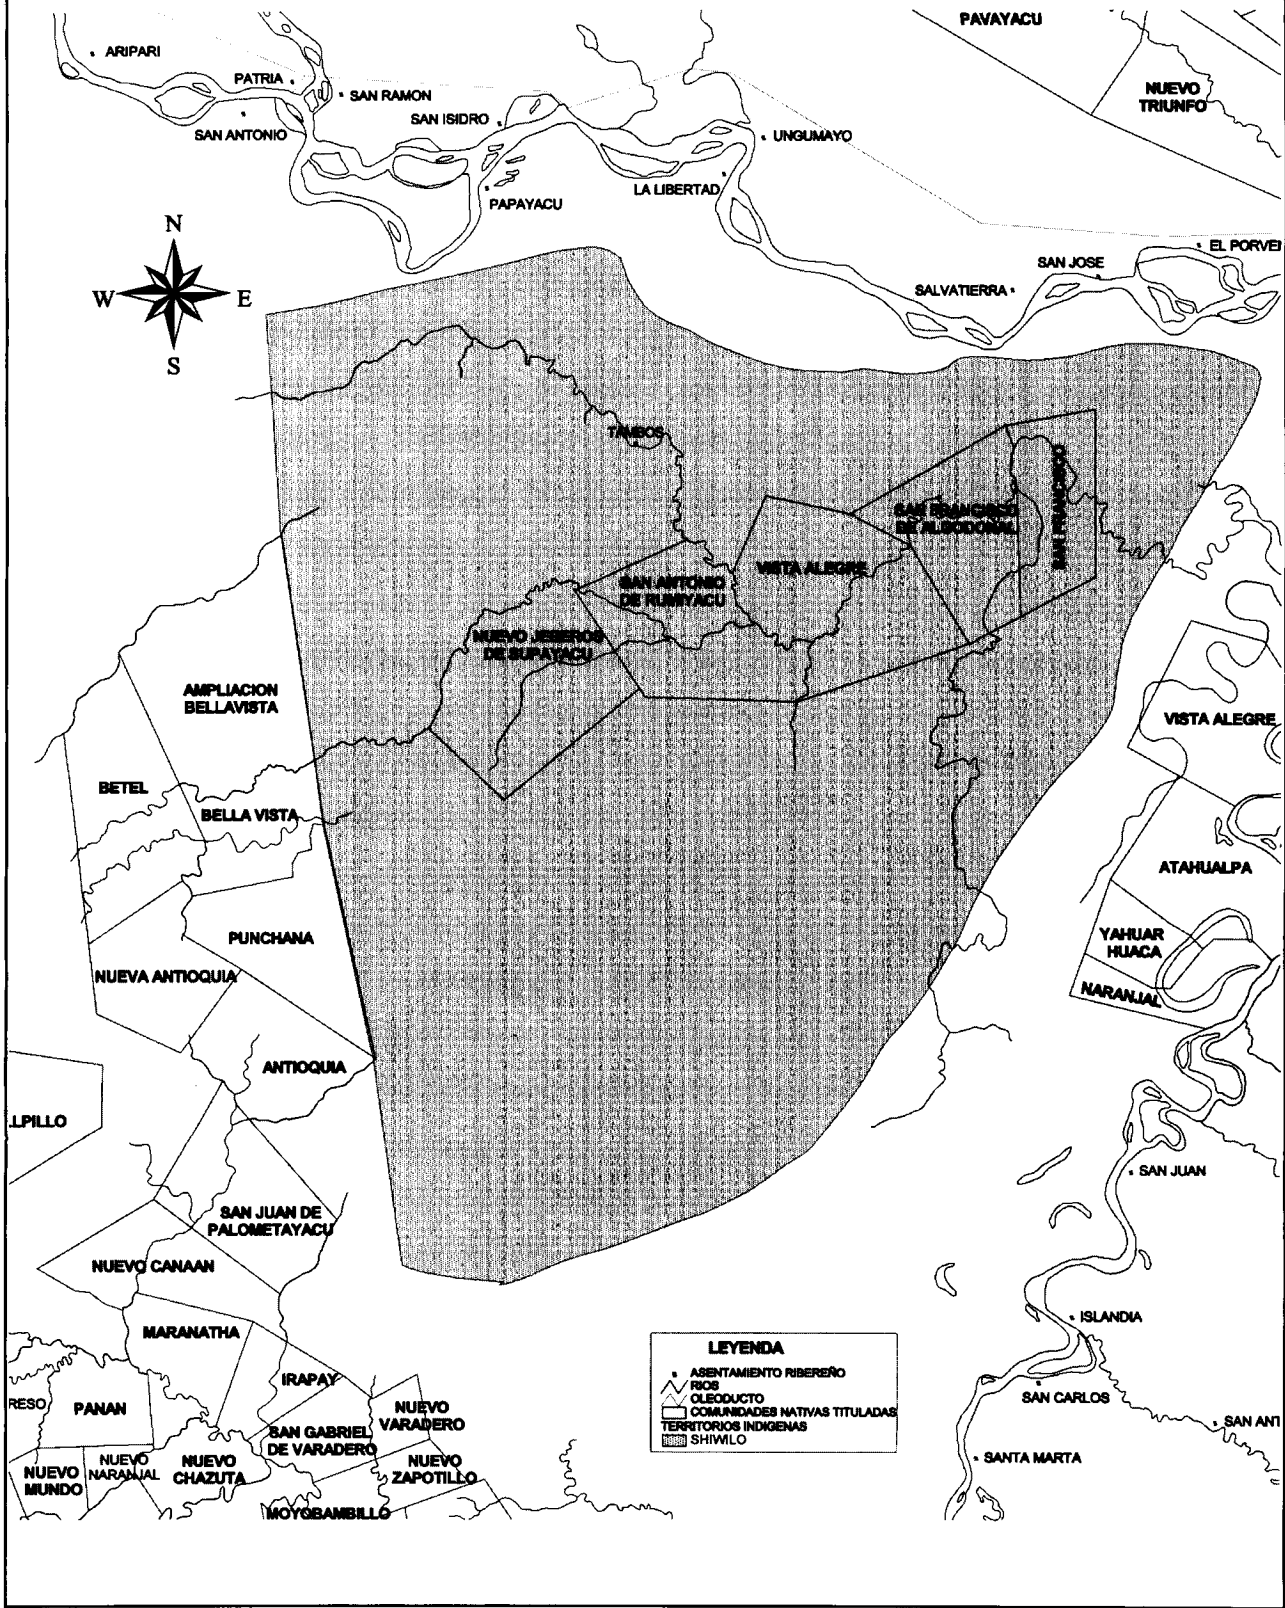 PAVAYACU
ARIPARI
PATRIA
SAN RAMON
NUEVO
TRIUNFO
SAN ISIDRO
SAN ANTONIO
UNGUMAYO
LA LIBERTAD
PAPAYACU
N
W
E
S
EL PORVEN
SAN JOSE
SALVATIERRA
TAMBOS
SAN FRANCISCO
DE ALGODONAL
SAN FRANCISCO
VISTA ALEGRE
SAN ANTONIO
DE RUMIYACU
NUEVO JEBEROS
DE SUPAYACU
AMPLIACION
BELLAVISTA
VISTA ALEGRE
BETEL
BELLA VISTA
ATAHUALPA
PUNCHANA
YAHUAR
HUACA
NUEVA ANTIOQUIA
NARANJAL
ANTIOQUIA
LPILLO
SAN JUAN
SAN JUAN DE
PALOMETAYACU
NUEVO CANAAN
ISLANDIA
MARANATHA
IRAPAY
SAN CARLOS
RESO
PANAN
NUEVO
VARADERO
SAN GABRIEL
DE VARADERO
SAN ANT
SANTA MARTA
NUEVO
MUNDO
NUEVO
NARANJAL
NUEVO
CHAZUTA
NUEVO
ZAPOTILLO
MOYOBAMBILLO
LEYENDA
ASENTAMIENTO RIBEREÑO
RIOS
OLEODUCTO
COMUNIDADES NATIVAS TITULADAS
TERRITORIOS INDIGENAS
SHIWILO